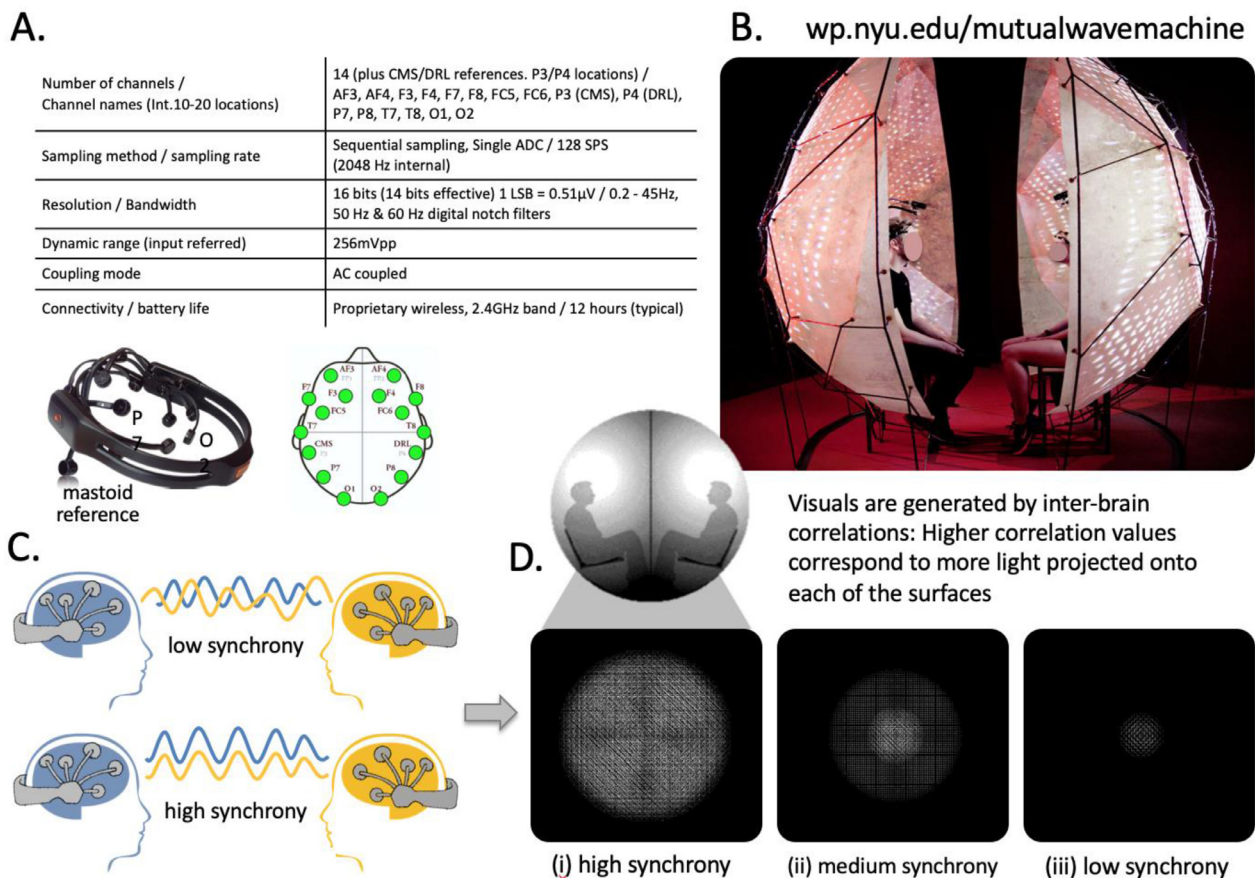 A.
Number of channels /
Channel names (Int.10-20 locations)
14 (plus CMS/DRL references. P3/P4 locations) /
AF3, AF4, F3, F4, F7, F8, FC5, FC6, P3 (CMS), P4 (DRL),
P7, P8, T7, T8, O1, O2
Sampling method / sampling rate
Sequential sampling, Single ADC / 128 SPS
(2048 Hz internal)
Resolution / Bandwidth
16 bits (14 bits effective) 1 LSB = 0.51µV / 0.2 - 45Hz,
50 Hz & 60 Hz digital notch filters
Dynamic range (input referred)
256mVpp
Coupling mode
AC coupled
Connectivity / battery life
Proprietary wireless, 2.4GHz band / 12 hours (typical)
P
7
O
2
mastoid
reference
AF3
AF4
F7
F3
F4
F8
FC5
FC6
T7
T8
CMS
P3
DRL
P4
P7
P8
O1
O2
B.
wp.nyu.edu/mutualwavemachine
C.
low synchrony
high synchrony
D.
Visuals are generated by inter-brain
correlations: Higher correlation values
correspond to more light projected onto
each of the surfaces
(i) high synchrony
(ii) medium synchrony
(iii) low synchrony